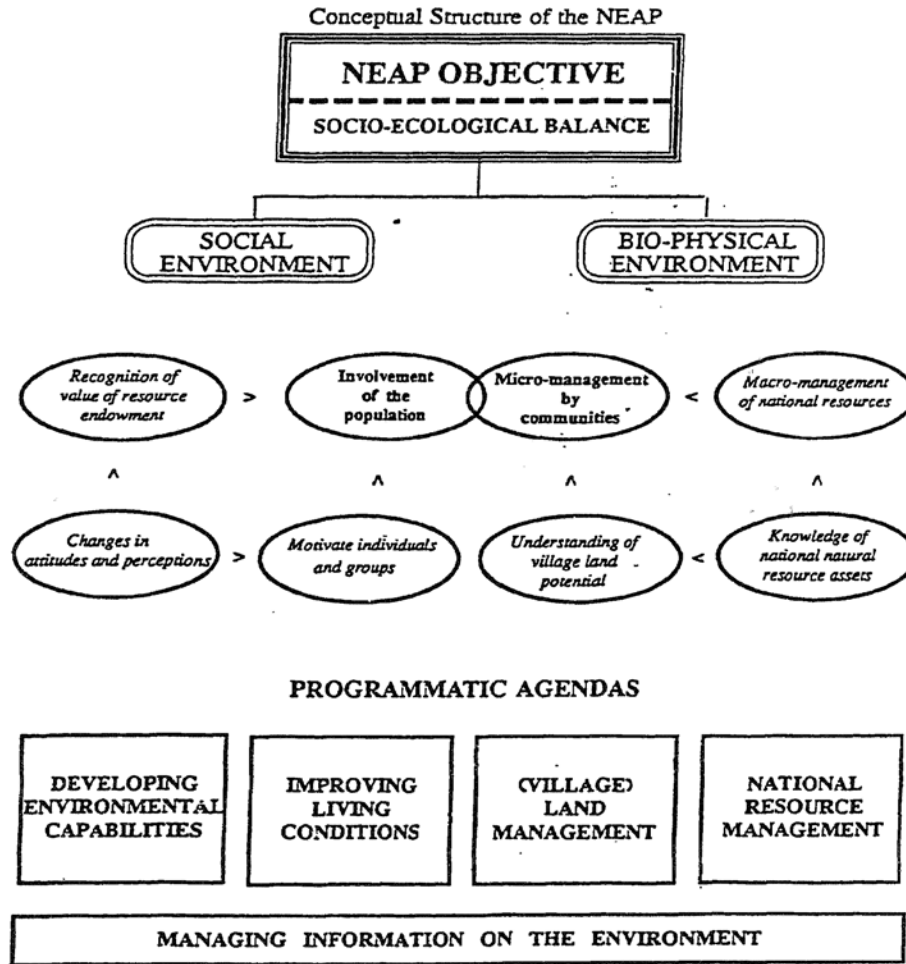 Conceptual Structure of the NEAP
NEAP OBJECTIVE
SOCIO-ECOLOGICAL BALANCE
SOCIAL
ENVIRONMENT
BIO-PHYSICAL
ENVIRONMENT
Recognition of
value of resource
endowment
>
Involvement
of the
population
Micro-management
by
communities
<
Macro-management
of national resources
^
^
^
^
Changes in
attitudes and perceptions
>
Motivate individuals
and groups
Understanding of
village land
potential
<
Knowledge of
national natural
resource assets
PROGRAMMATIC AGENDAS
DEVELOPING
ENVIRONMENTAL
CAPABILITIES
IMPROVING
LIVING
CONDITIONS
(VILLAGE)
LAND
MANAGEMENT
NATIONAL
RESOURCE
MANAGEMENT
MANAGING INFORMATION ON THE ENVIRONMENT